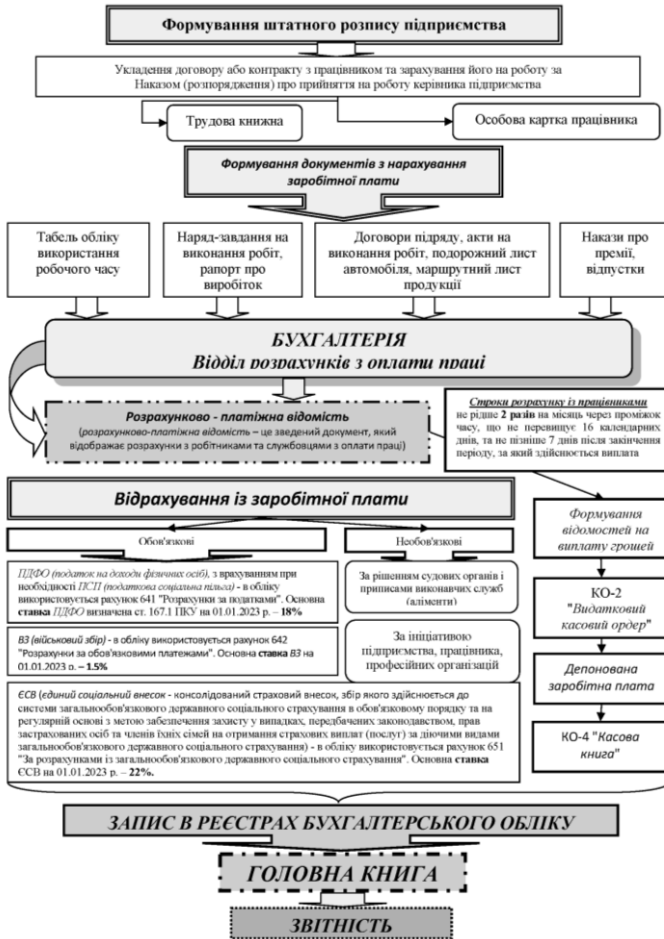 Формування штатного розпису підприємства
Укладення договору або контракту з працівником та зарахування його на роботу за
Наказом (розпорядження) про прийняття на роботу керівника підприємства
Трудова книжна
Особова картка працівника
Формування документів з нарахування
заробітної плати
Табель обліку
використання
робочого часу
Наряд-завдання на
виконання робіт,
рапорт про
виробіток
Договори підряду, акти на
виконання робіт, подорожній лист
автомобіля, маршрутний лист
продукції
Накази про
премії,
відпустки
БУХГАЛТЕРІЯ
Відділ розрахунків з оплати праці
Розрахунково - платіжна відомість
(розрахунково-платіжна відомість – це зведений документ, який
відображає розрахунки з робітниками та службовцями з оплати праці)
Строки розрахунку із працівниками
не рідше 2 разів на місяць через проміжок
часу, що не перевищує 16 календарних
днів, та не пізніше 7 днів після закінчення
періоду, за який здійснюється виплата
Відрахування із заробітної плати
Обов'язкові
Необов'язкові
ПДФО (податок на доходи фізичних осіб), з врахуванням при
необхідності ПСП (податкова соціальна пільга) - в обліку
використовується рахунок 641 "Розрахунки за податками". Основна
ставка ПДФО визначена ст. 167.1 ПКУ на 01.01.2023 р. – 18%
ВЗ (військовий збір) - в обліку використовується рахунок 642
"Розрахунки за обов'язковими платежами". Основна ставка ВЗ на
01.01.2023 р. – 1.5%
За рішенням судових органів і
приписами виконавчих служб
(аліменти)
За ініціативою
підприємства, працівника,
професійних організацій
ЄСВ (єдиний соціальний внесок - консолідований страховий внесок, збір якого здійснюється до
системи загальнообов'язкового державного соціального страхування в обов'язковому порядку та на
регулярній основі з метою забезпечення захисту у випадках, передбачених законодавством, прав
застрахованих осіб та членів їхніх сімей на отримання страхових виплат (послуг) за діючими видами
загальнообов'язкового державного соціального страхування) - в обліку використовується рахунок 651
"За розрахунками із загальнообов'язкового державного соціального страхування". Основна ставка
ЄСВ на 01.01.2023 р. – 22%.
Формування
відомостей на
виплату грошей
КО-2
"Видатковий
касовий ордер"
Депонована
заробітна плата
КО-4 "Касова
книга"
ЗАПИС В РЕЄСТРАХ БУХГАЛТЕРСЬКОГО ОБЛІКУ
ГОЛОВНА КНИГА
ЗВІТНІСТЬ